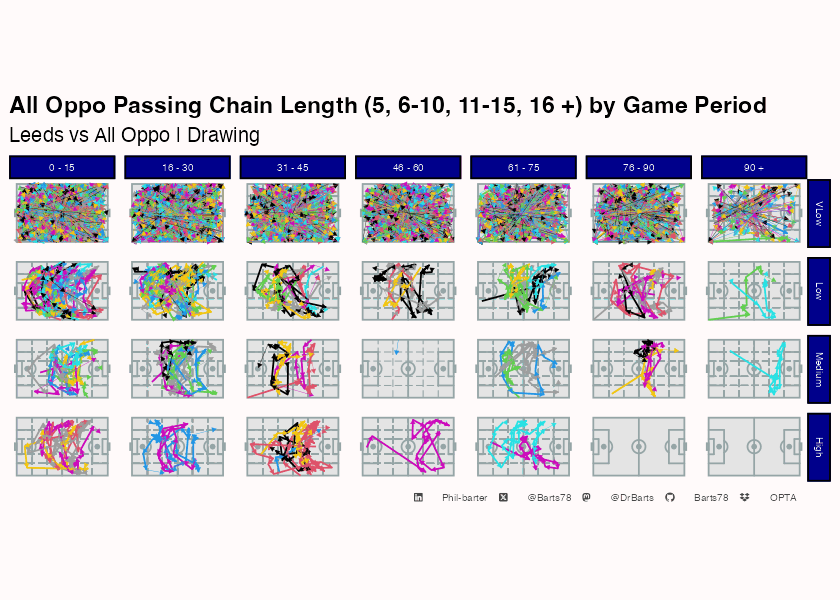 All Oppo Passing Chain Length (5, 6-10, 11-15, 16 +) by Game Period
Leeds vs All Oppo | Drawing
0 - 15 16 - 30 31 - 45 46 - 60 61 - 75 76 - 90 90 +
VLow
Low
Medium
High
Phil-barter @Barts78 @DrBarts Barts78 OPTA